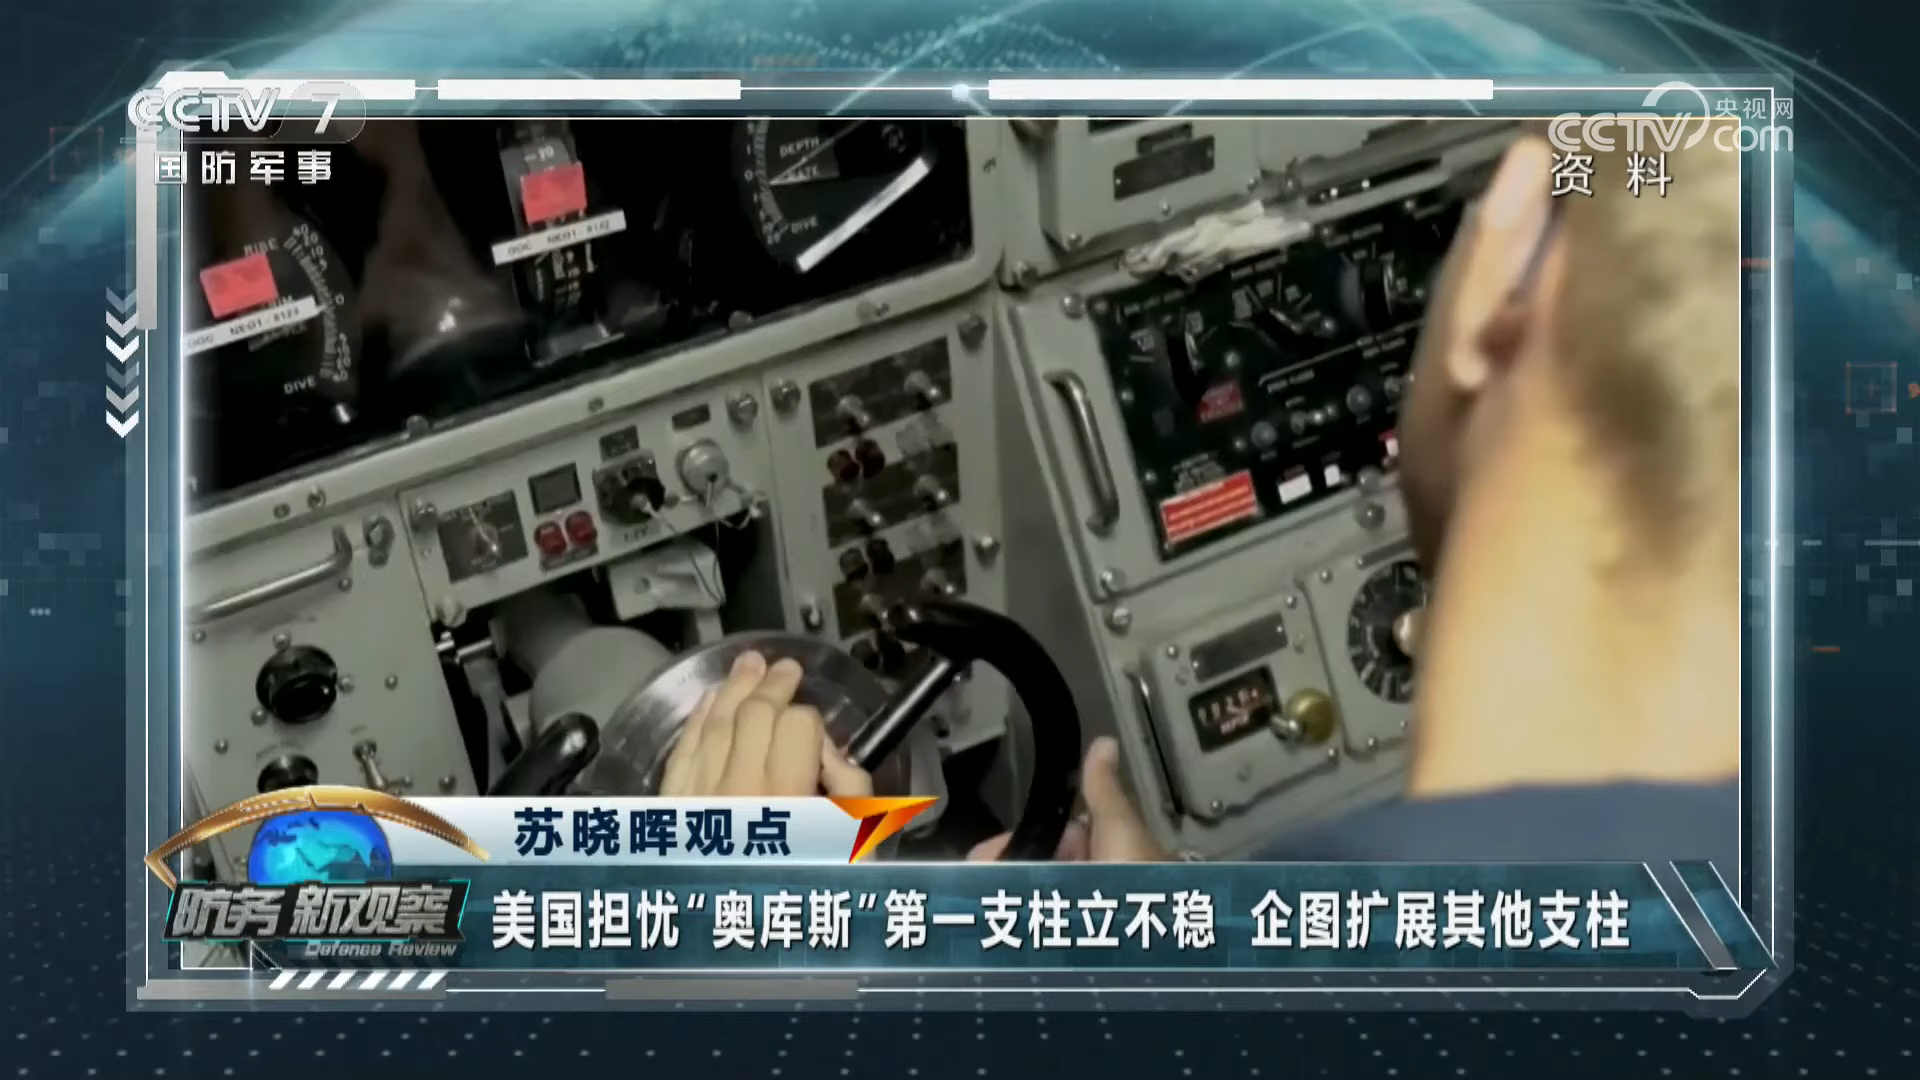 CCTV 7
国防军事
央视网
CCTV.com
资 料
-30
DEPTH
RATE
DIVE
RISE
DIVE
苏晓晖观点
防务新观察
Defense Review
美国担忧“奥库斯”第一支柱立不稳 企图扩展其他支柱